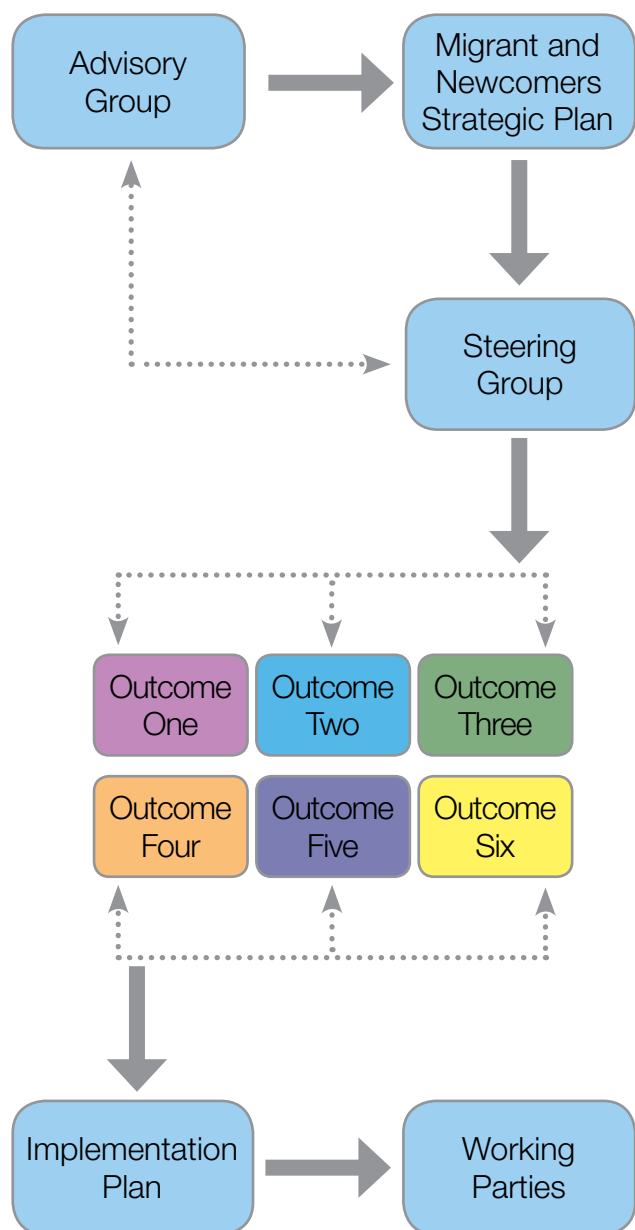 Advisory
Group
Migrant and
Newcomers
Strategic Plan
Steering
Group
Outcome
One
Outcome
Two
Outcome
Three
Outcome
Four
Outcome
Five
Outcome
Six
Implementation
Plan
Working
Parties